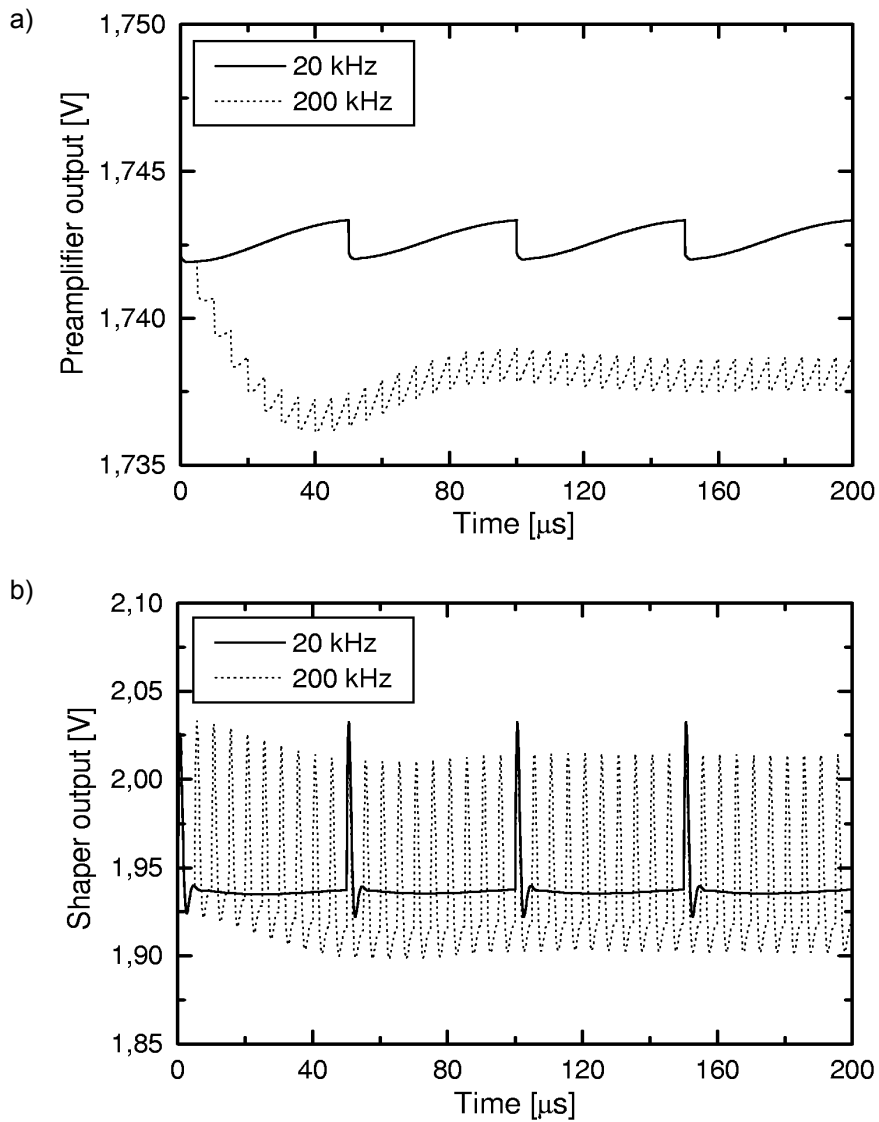 a)
1,750
1,745
1,740
1,735
Preamplifier output [V]
20 kHz
200 kHz
0 40 80 120 160 200
Time [μs]
b)
2,10
2,05
2,00
1,95
1,90
1,85
Shaper output [V]
20 kHz
200 kHz
0 40 80 120 160 200
Time [μs]